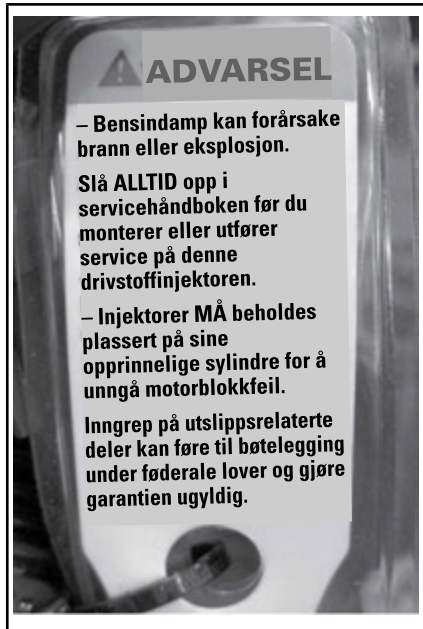 ADVARSEL
– Bensindamp kan forårsake
brann eller eksplosjon.
Slå ALLTID opp i
servicehåndboken før du
monterer eller utfører
service på denne
drivstoffinjektoren.
– Injektorer MÅ beholdes
plassert på sine
opprinnelige sylindre for å
unngå motorblokkfeil.
Inngrep på utslippsrelaterte
deler kan føre til bøtelegging
under føderale lover og gjøre
garantien ugyldig.